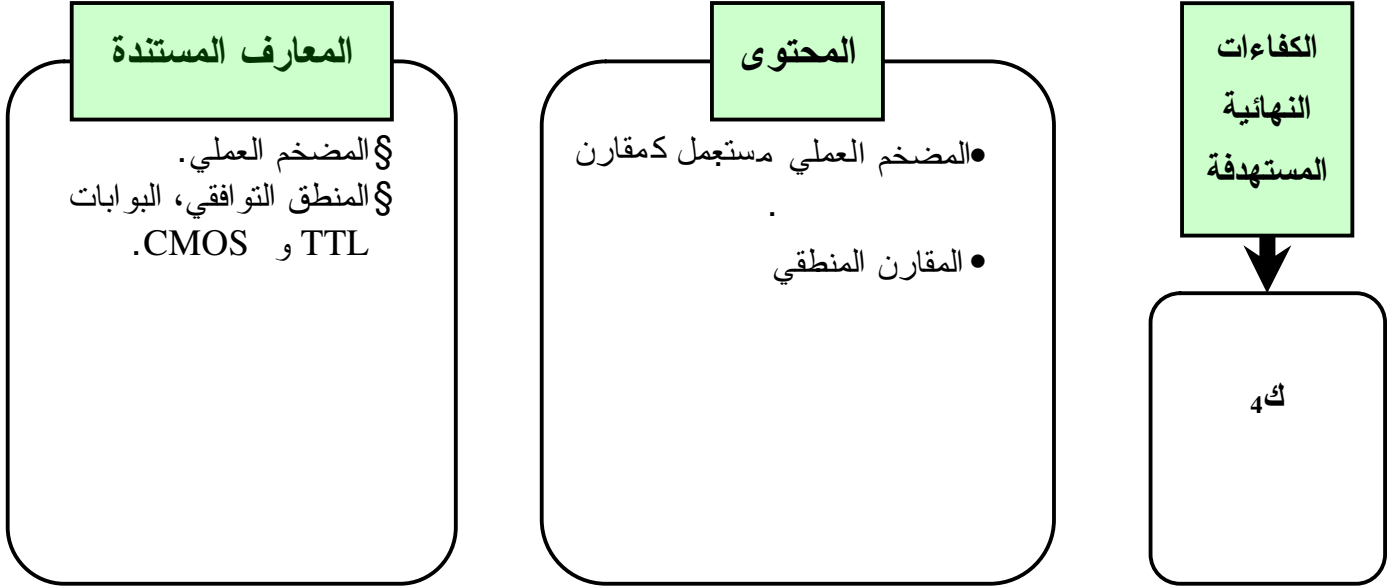 الكفاءات
النهائية
المستهدفة
ك4
المحتوى
•المضخم العملي مستعمل كمقارن
.
• المقارن المنطقي
المعارف المستندة
§المضخم العملي.
§المنطق التوافقي، البوابات
TTL و CMOS.